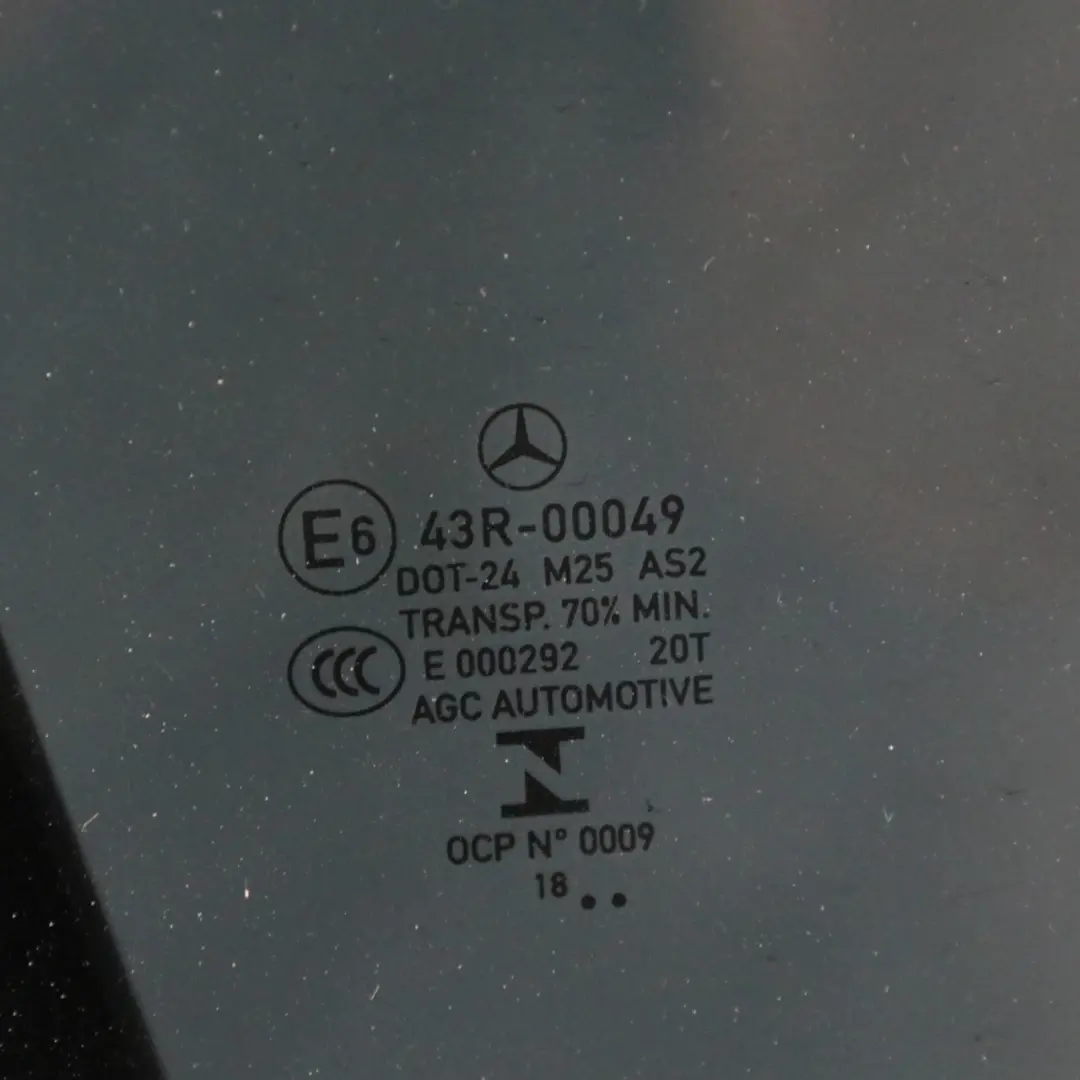 E6 43R-00049
DOT-24 M25 AS2
TRANSP. 70% MIN.
CCC E 000292 20T
AGC AUTOMOTIVE
OCP N° 0009
18 ..